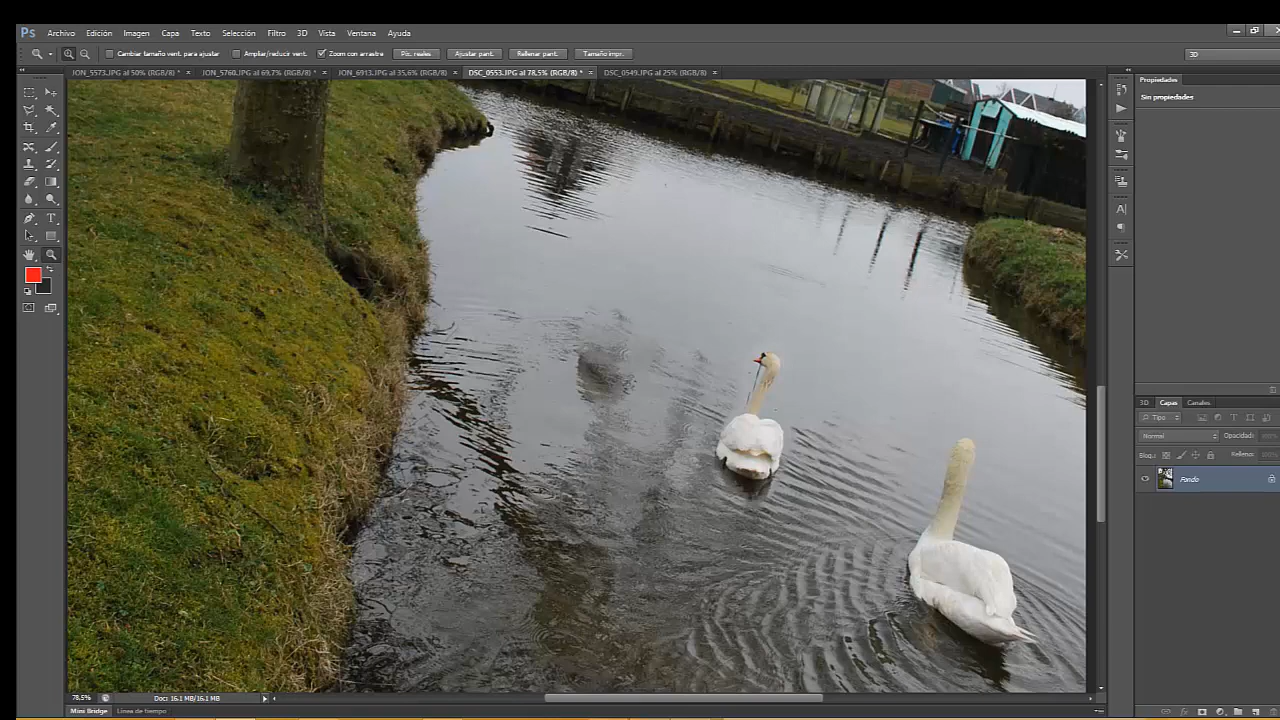 Ps Archivo Edición Imagen Capa Texto Selección Filtro 3D Vista Ventana Ayuda
Cambiar tamaño vent. para ajustar Ampliar/reducir vent. Zoom con arrastre Píx. reales Ajustar pant. Rellenar pant. Tamaño impr. 3D
JON_5573.JPG al 50% (RGB/8) * × JON_5760.JPG al 69,7% (RGB/8) * × JON_6913.JPG al 35,6% (RGB/8) × DSC_0553.JPG al 78,5% (RGB/8) * × DSC_0549.JPG al 25% (RGB/8) ×
Propiedades
Sin propiedades
3D Capas Canales
Tipo
Normal Opacidad:
Bloq.: Relleno:
Fondo
78,5% Doc: 16,1 MB/16,1 MB
Mini Bridge Línea de tiempo